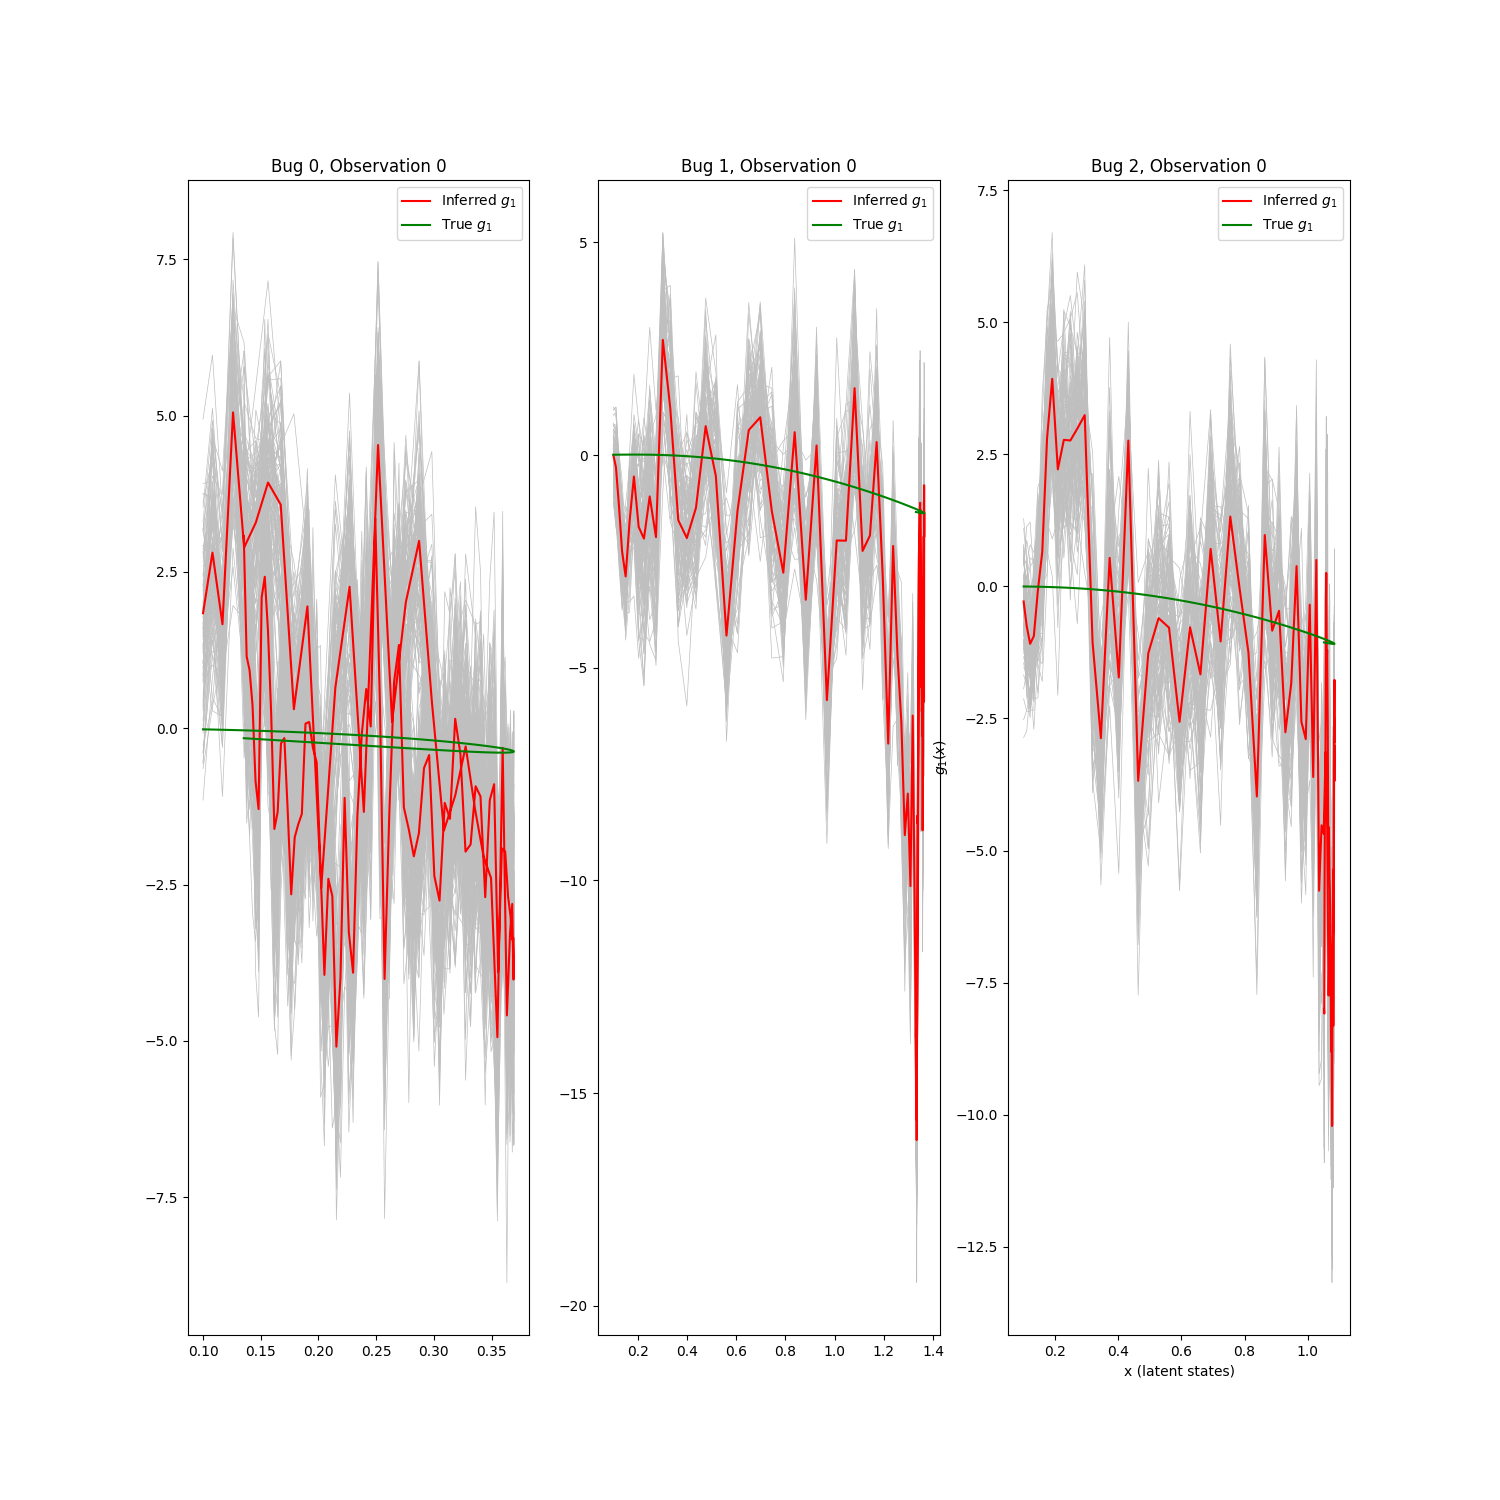 Bug 0, Observation 0
Inferred g₁
True g₁
7.5
5.0
2.5
0.0
−2.5
−5.0
−7.5
0.10 0.15 0.20 0.25 0.30 0.35
Bug 1, Observation 0
Inferred g₁
True g₁
5
0
−5
−10
−15
−20
0.2 0.4 0.6 0.8 1.0 1.2 1.4
Bug 2, Observation 0
Inferred g₁
True g₁
g₁(x)
7.5
5.0
2.5
0.0
−2.5
−5.0
−7.5
−10.0
−12.5
0.2 0.4 0.6 0.8 1.0
x (latent states)